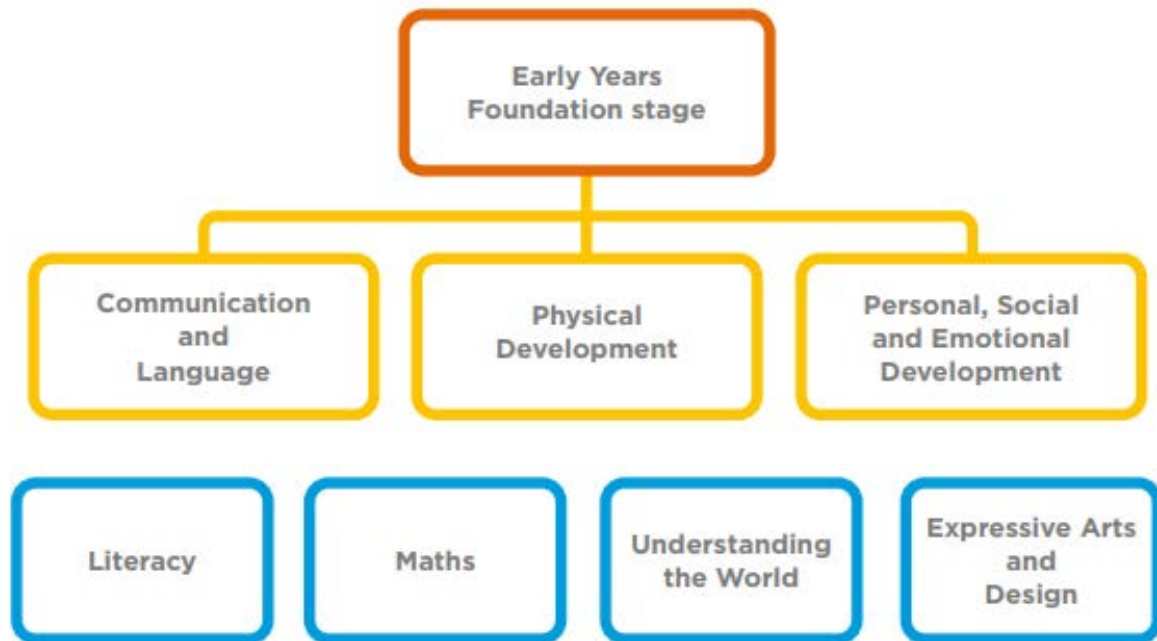 Early Years
Foundation stage
Communication
and
Language
Physical
Development
Personal, Social
and Emotional
Development
Literacy
Maths
Understanding
the World
Expressive Arts
and
Design